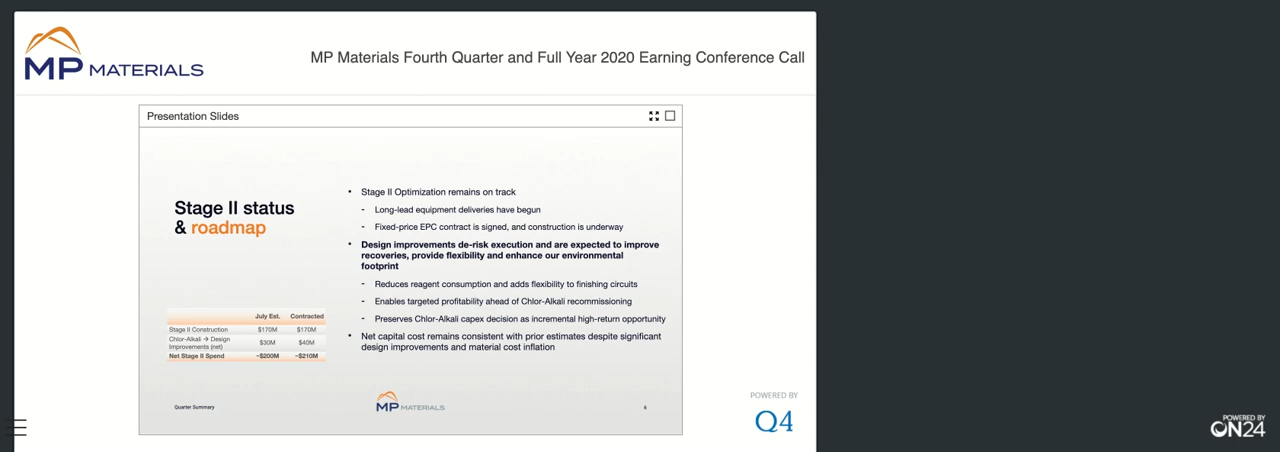 MP MATERIALS
MP Materials Fourth Quarter and Full Year 2020 Earning Conference Call
Presentation Slides
Stage II status
& roadmap
• Stage II Optimization remains on track
- Long-lead equipment deliveries have begun
- Fixed-price EPC contract is signed, and construction is underway
• Design improvements de-risk execution and are expected to improve
recoveries, provide flexibility and enhance our environmental
footprint
- Reduces reagent consumption and adds flexibility to finishing circuits
- Enables targeted profitability ahead of Chlor-Alkali recommissioning
- Preserves Chlor-Alkali capex decision as incremental high-return opportunity
• Net capital cost remains consistent with prior estimates despite significant
design improvements and material cost inflation
July Est. Contracted
Stage II Construction $170M $170M
Chlor-Alkali → Design
Improvements (net) $30M $40M
Net Stage II Spend ~$200M ~$210M
Quarter Summary
MP MATERIALS
6
POWERED BY
Q4
POWERED BY
ON24